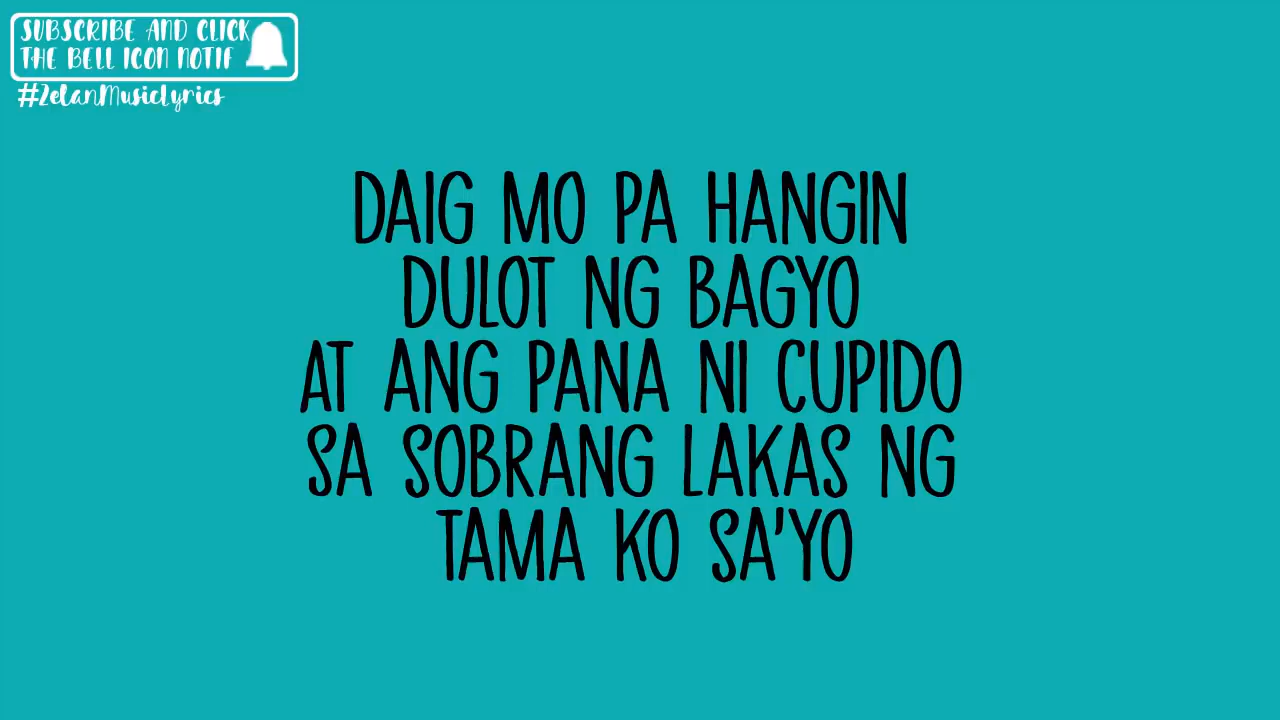 SUBSCRIBE AND CLICK
THE BELL ICON NOTIF
#ZelanMusicLyrics
DAIG MO PA HANGIN
DULOT NG BAGYO
AT ANG PANA NI CUPIDO
SA SOBRANG LAKAS NG
TAMA KO SA'YO